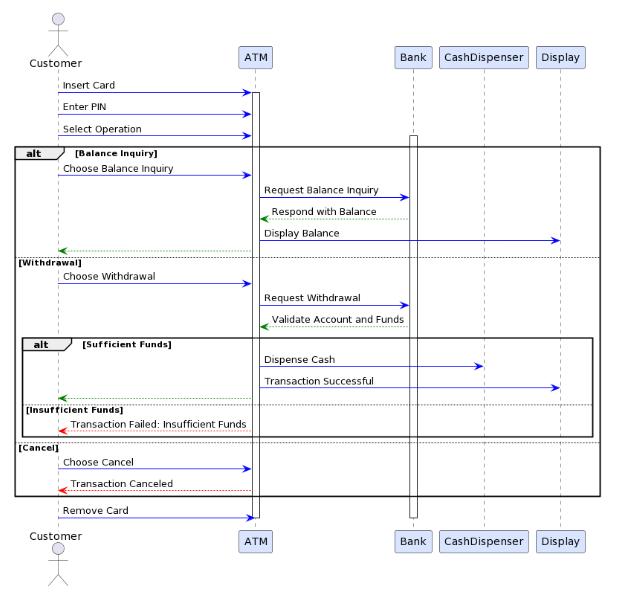 Customer
ATM
Bank
CashDispenser
Display
Insert Card
Enter PIN
Select Operation
alt
[Balance Inquiry]
Choose Balance Inquiry
Request Balance Inquiry
Respond with Balance
Display Balance
[Withdrawal]
Choose Withdrawal
Request Withdrawal
Validate Account and Funds
alt
[Sufficient Funds]
Dispense Cash
Transaction Successful
[Insufficient Funds]
Transaction Failed: Insufficient Funds
[Cancel]
Choose Cancel
Transaction Canceled
Remove Card
Customer
ATM
Bank
CashDispenser
Display